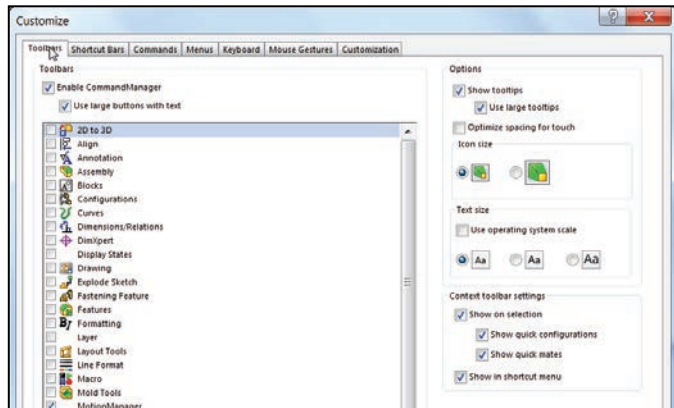 Customize
Toolbars Shortcut Bars Commands Menus Keyboard Mouse Gestures Customization
Toolbars
Enable CommandManager
Use large buttons with text
2D to 3D
Align
Annotation
Assembly
Blocks
Configurations
Curves
Dimensions/Relations
DimXpert
Display States
Drawing
Explode Sketch
Fastening Feature
Features
Formatting
Layer
Layout Tools
Line Format
Macro
Mold Tools
MotionManager
Options
Show tooltips
Use large tooltips
Optimize spacing for touch
Icon size
Text size
Use operating system scale
Aa Aa Aa
Context toolbar settings
Show on selection
Show quick configurations
Show quick mates
Show in shortcut menu